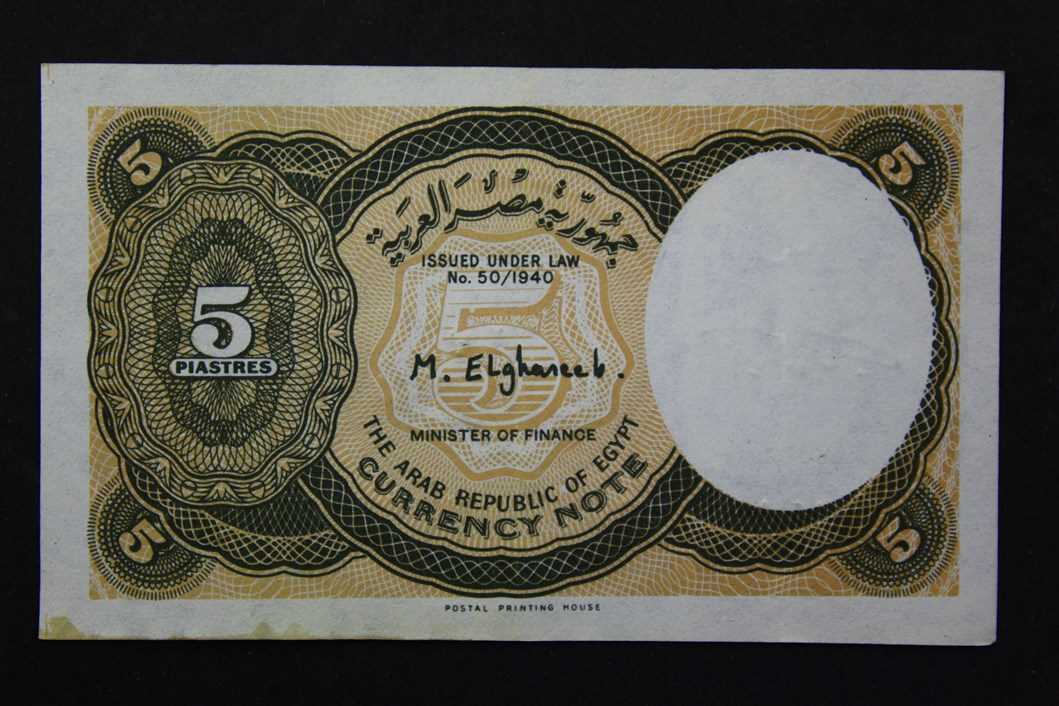 5
5
جمهورية مصر العربية
ISSUED UNDER LAW
No. 50/1940
5
5
PIASTRES
M. Elghareeb.
MINISTER OF FINANCE
THE ARAB REPUBLIC OF EGYPT
CURRENCY NOTE
5
5
POSTAL PRINTING HOUSE